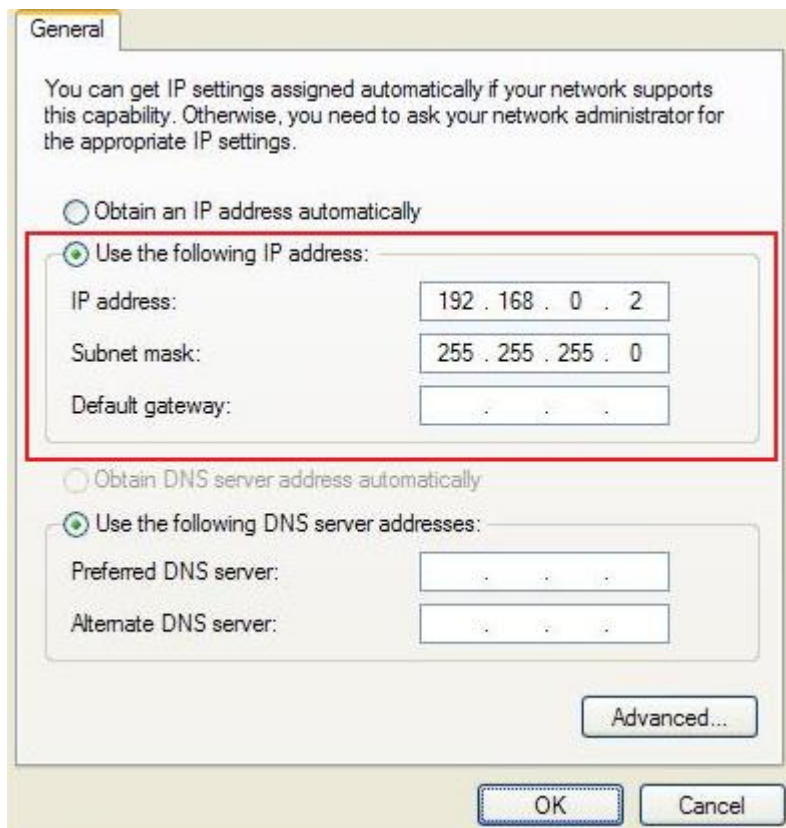 General
You can get IP settings assigned automatically if your network supports
this capability. Otherwise, you need to ask your network administrator for
the appropriate IP settings.
Obtain an IP address automatically
Use the following IP address:
IP address: 192 . 168 . 0 . 2
Subnet mask: 255 . 255 . 255 . 0
Default gateway: . . .
Obtain DNS server address automatically
Use the following DNS server addresses:
Preferred DNS server: . . .
Alternate DNS server: . . .
Advanced...
OK Cancel